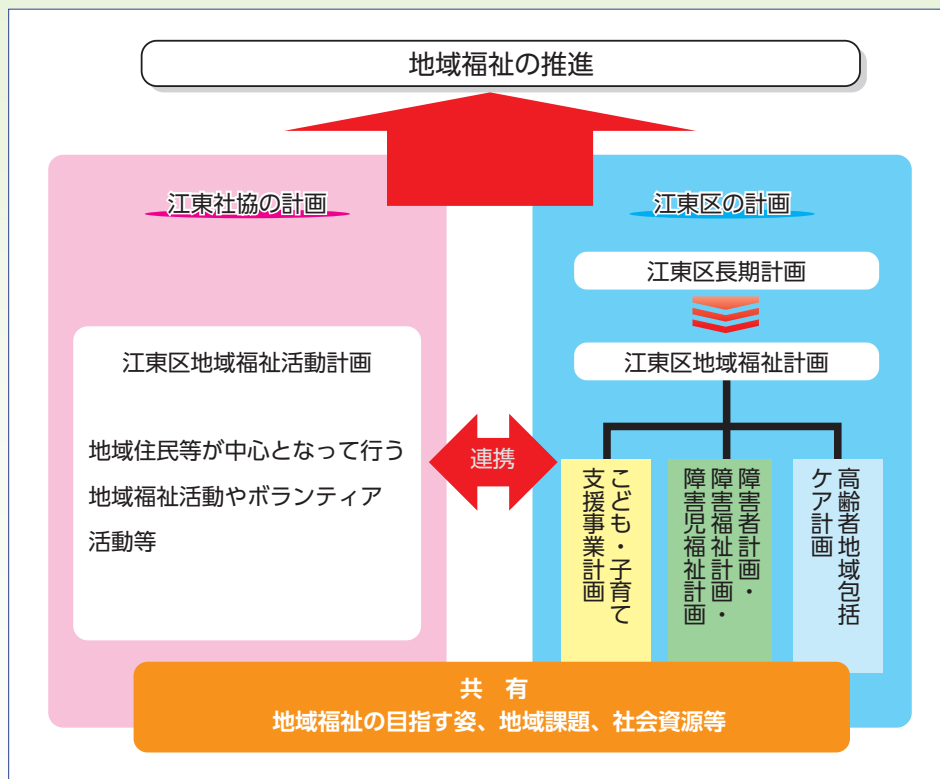 地域福祉の推進
江東社協の計画
江東区地域福祉活動計画
地域住民等が中心となって行う
地域福祉活動やボランティア
活動等
連携
江東区の計画
江東区長期計画
江東区地域福祉計画
こども・子育て
支援事業計画
障害者計画・
障害福祉計画・
障害児福祉計画
高齢者地域包括
ケア計画
共 有
地域福祉の目指す姿、地域課題、社会資源等